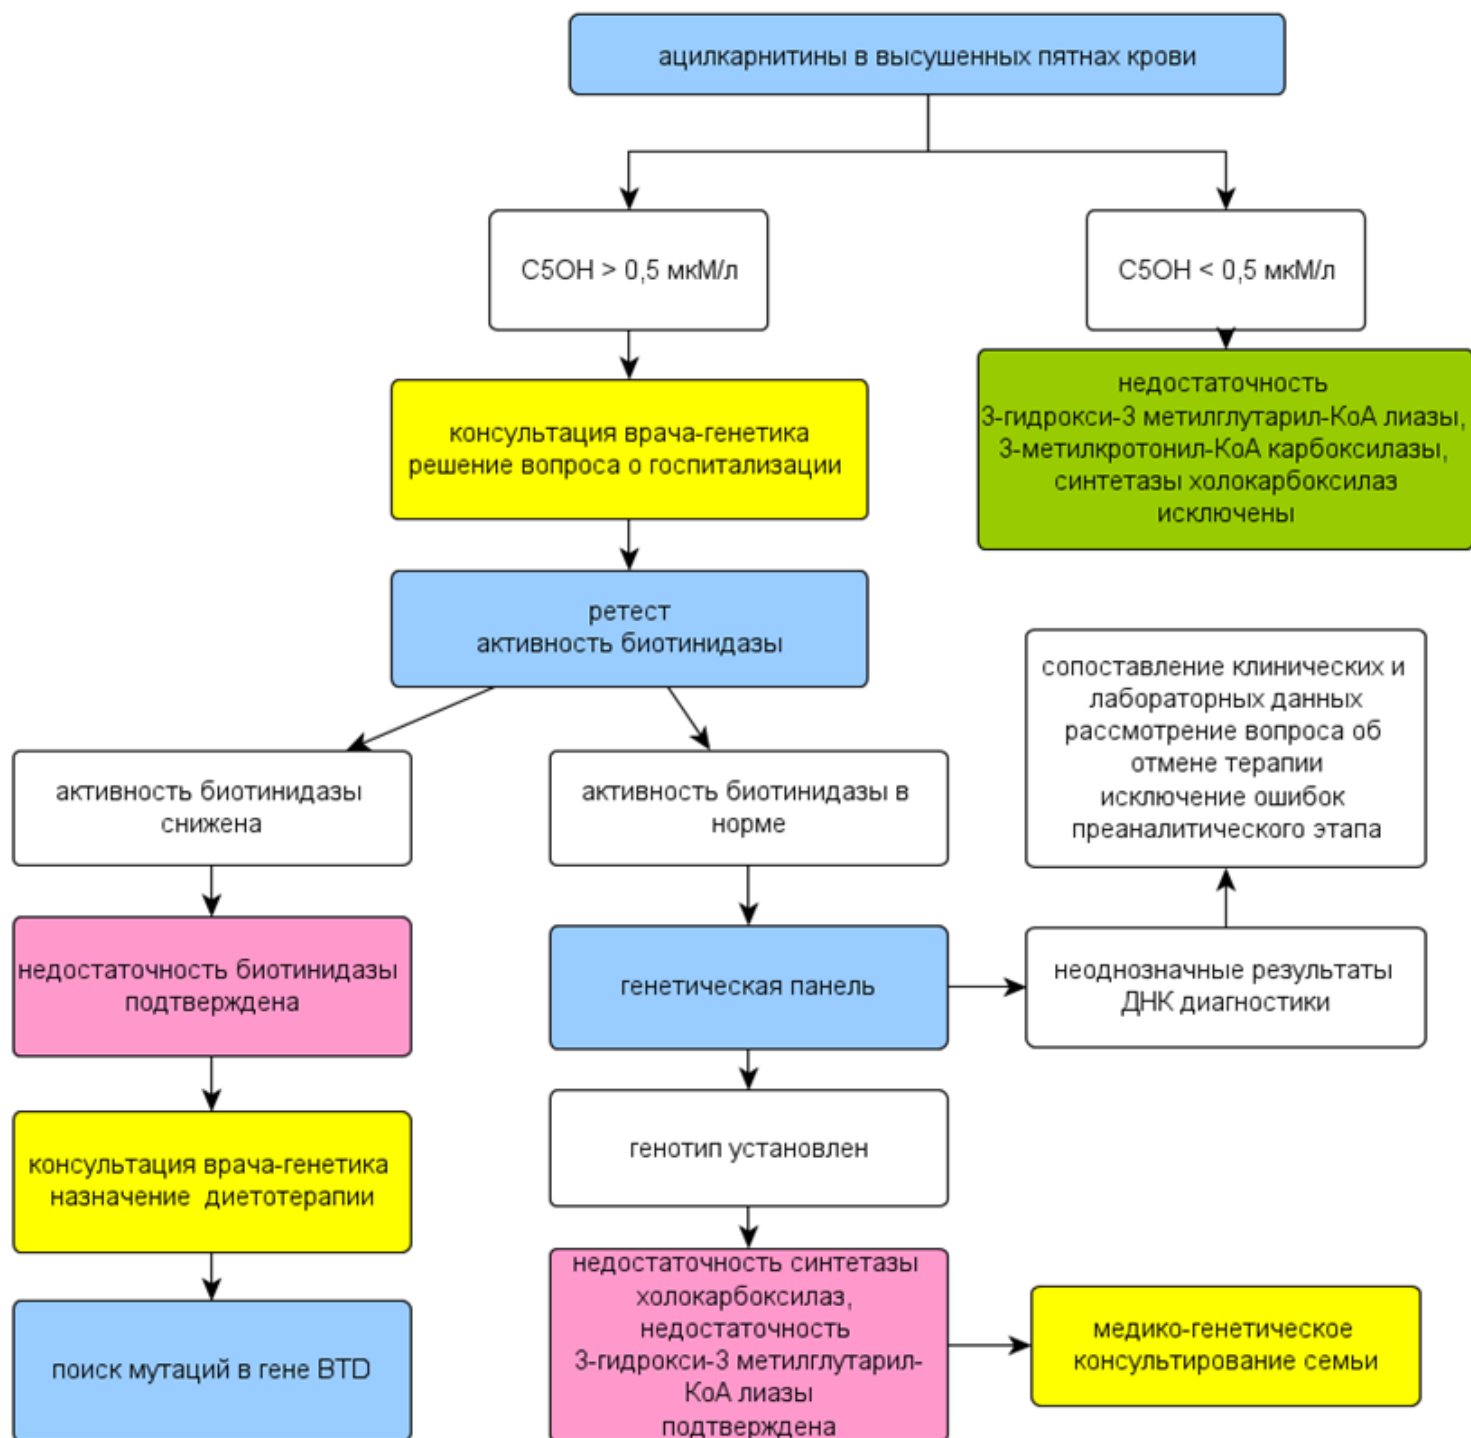 ацилкарнитины в высушенных пятнах крови
C5OH > 0,5 мкМ/л
C5OH < 0,5 мкМ/л
консультация врача-генетика
решение вопроса о госпитализации
недостаточность
3-гидрокси-3 метилглутарил-КоА лиазы,
3-метилкротонил-КоА карбоксилазы,
синтетазы холокарбоксилаз
исключены
ретест
активность биотинидазы
активность биотинидазы
снижена
активность биотинидазы в
норме
сопоставление клинических и
лабораторных данных
рассмотрение вопроса об
отмене терапии
исключение ошибок
преаналитического этапа
недостаточность биотинидазы
подтверждена
генетическая панель
неоднозначные результаты
ДНК диагностики
консультация врача-генетика
назначение диетотерапии
генотип установлен
поиск мутаций в гене BTD
недостаточность синтетазы
холокарбоксилаз,
недостаточность
3-гидрокси-3 метилглутарил-
КоА лиазы
подтверждена
медико-генетическое
консультирование семьи